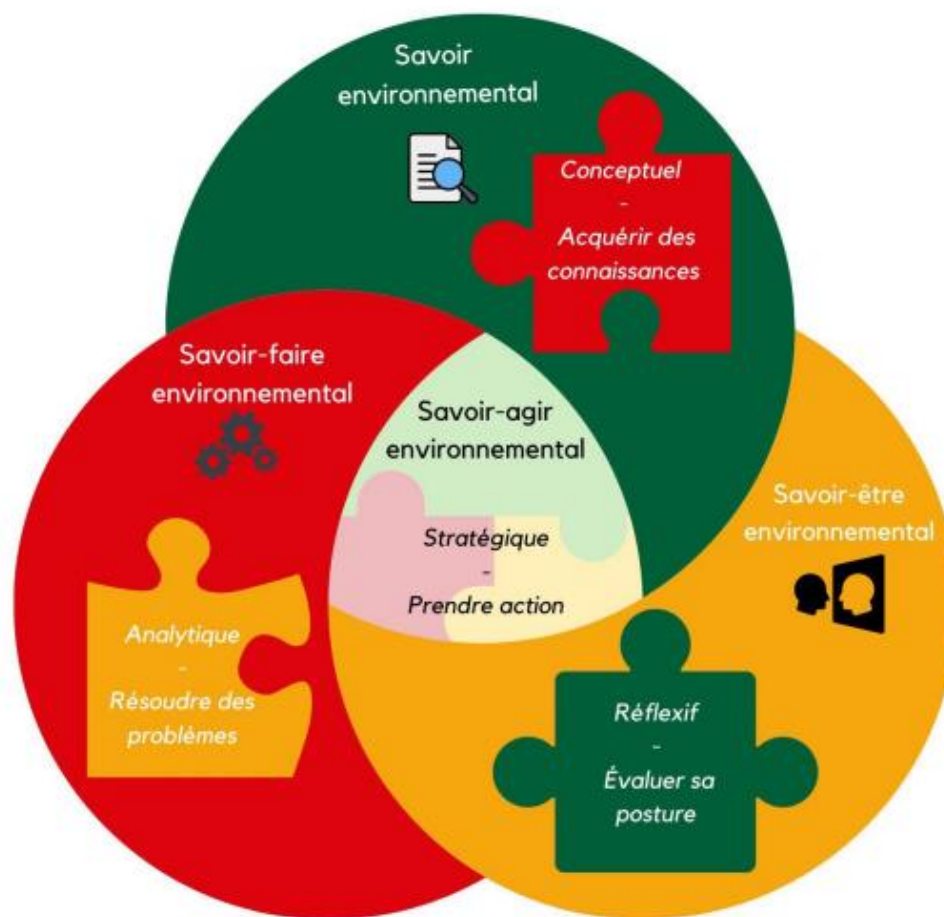 Savoir
environnemental
Conceptuel
-
Acquérir des
connaissances
Savoir-faire
environnemental
Savoir-agir
environnemental
Stratégique
-
Prendre action
Savoir-être
environnemental
Analytique
-
Résoudre des
problèmes
Réflexif
-
Évaluer sa
posture